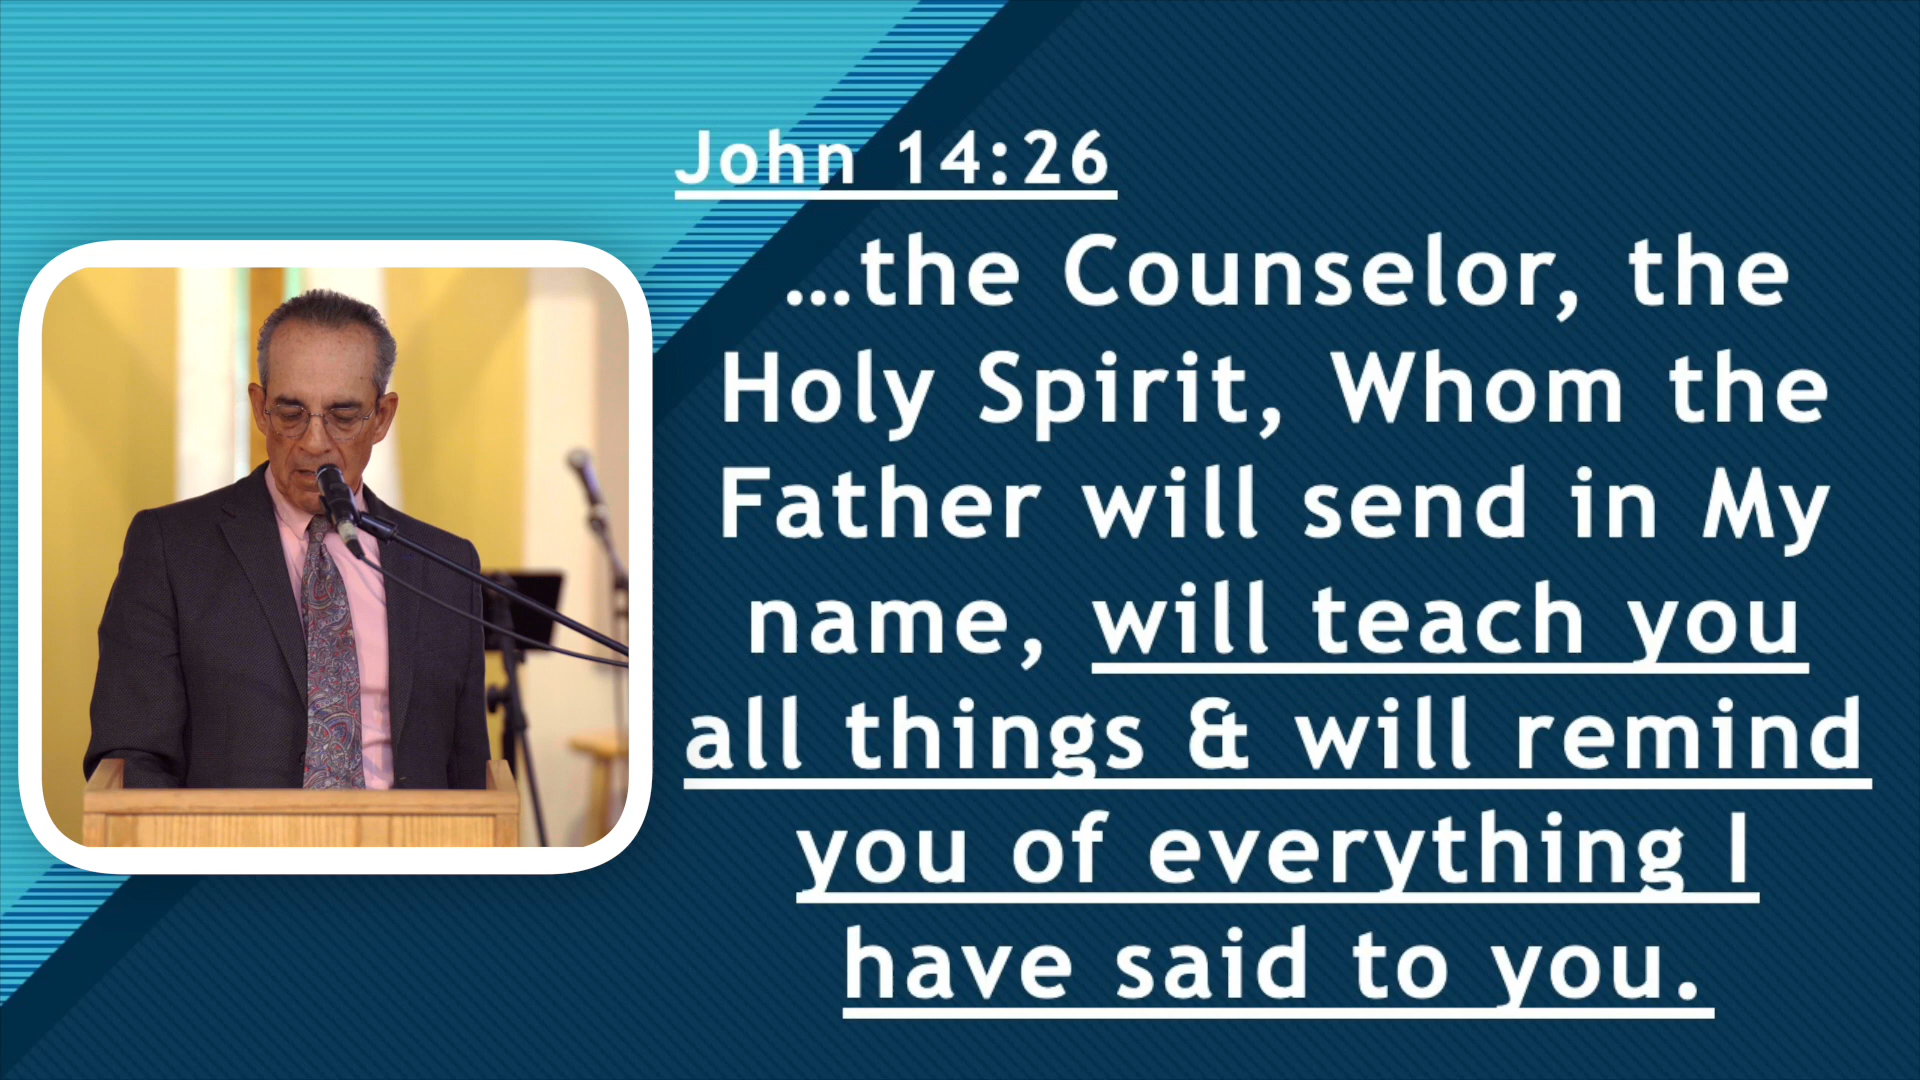 John 14:26
…the Counselor, the
Holy Spirit, Whom the
Father will send in My
name, will teach you
all things & will remind
you of everything I
have said to you.